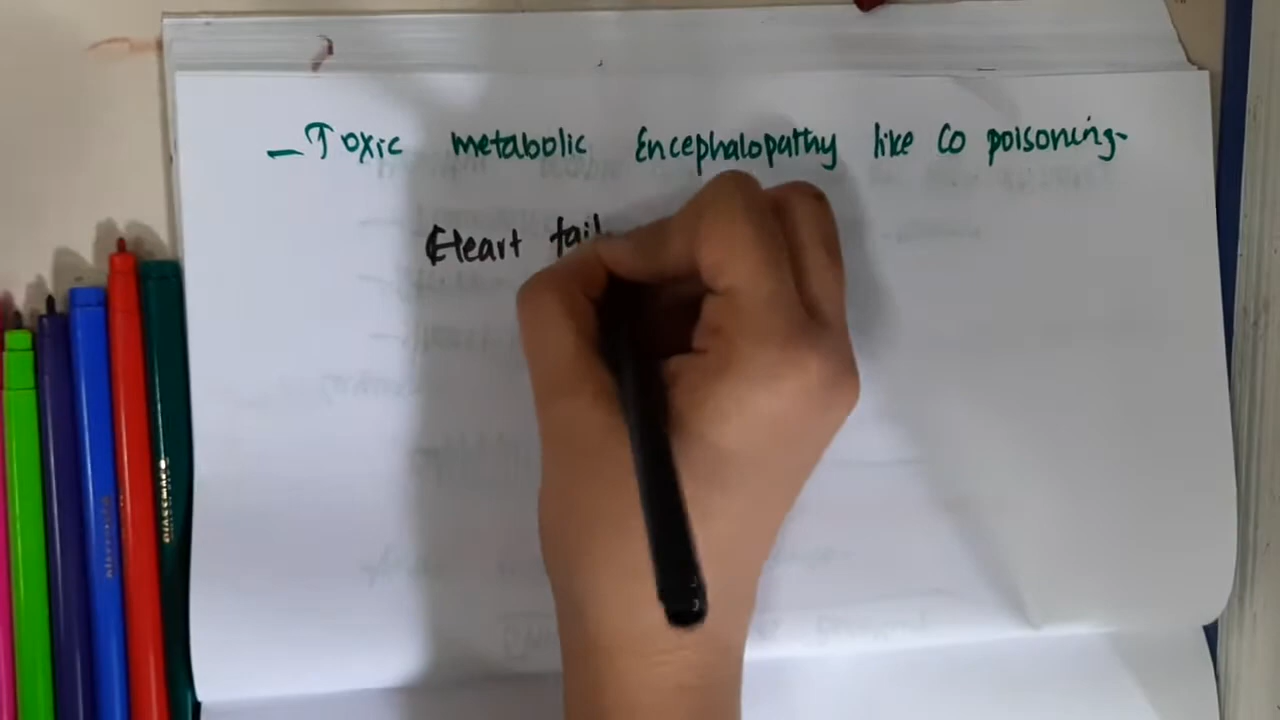 – Toxic metabolic Encephalopathy like Co poisoning-
Heart fail